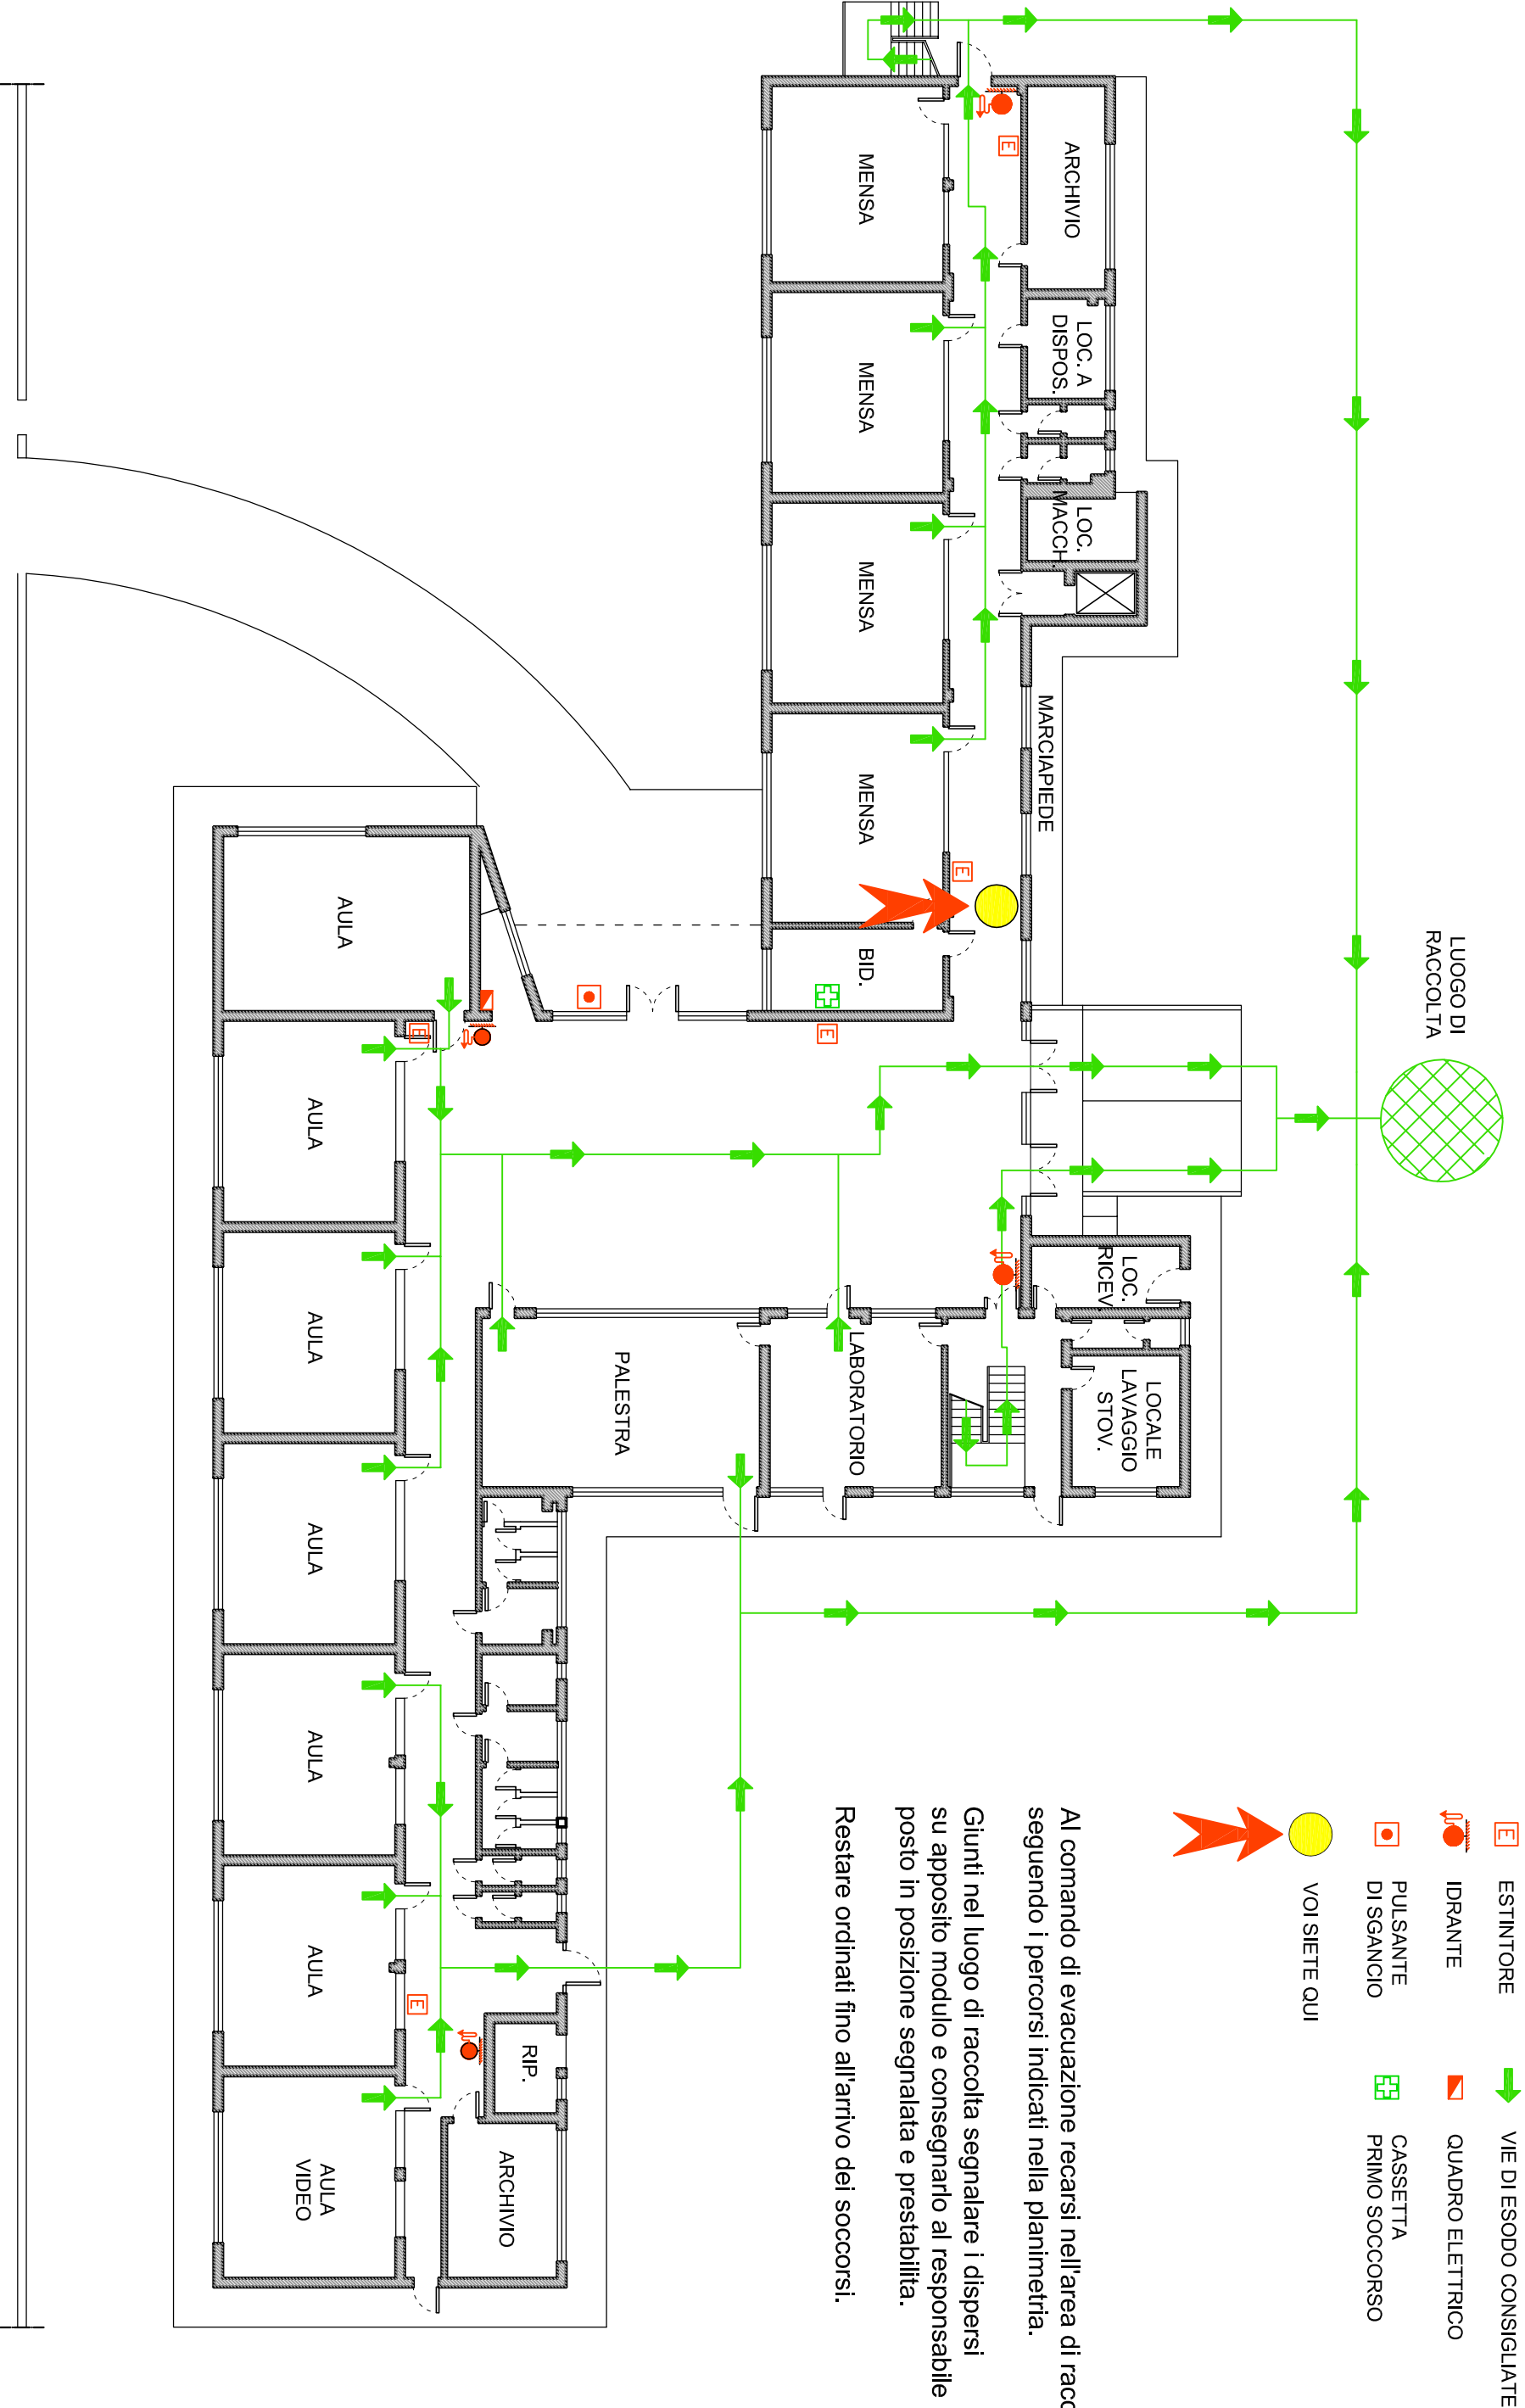 LUOGO DI
RACCOLTA
ARCHIVIO
LOC. A
DISPOS.
LOC.
MACCH.
MARCIAPIEDE
MENSA
MENSA
MENSA
MENSA
BID.
E
E
E
E
E
LOC.
RICEV.
LOCALE
LAVAGGIO
STOV.
LABORATORIO
PALESTRA
AULA
AULA
AULA
AULA
AULA
AULA
AULA
VIDEO
RIP.
ARCHIVIO
E
ESTINTORE
IDRANTE
PULSANTE
DI SGANCIO
VOI SIETE QUI
VIE DI ESODO CONSIGLIATE
QUADRO ELETTRICO
CASSETTA
PRIMO SOCCORSO
Al comando di evacuazione recarsi nell'area di racc
seguendo i percorsi indicati nella planimetria.
Giunti nel luogo di raccolta segnalare i dispersi
su apposito modulo e consegnarlo al responsabile
posto in posizione segnalata e prestabilita.
Restare ordinati fino all'arrivo dei soccorsi.